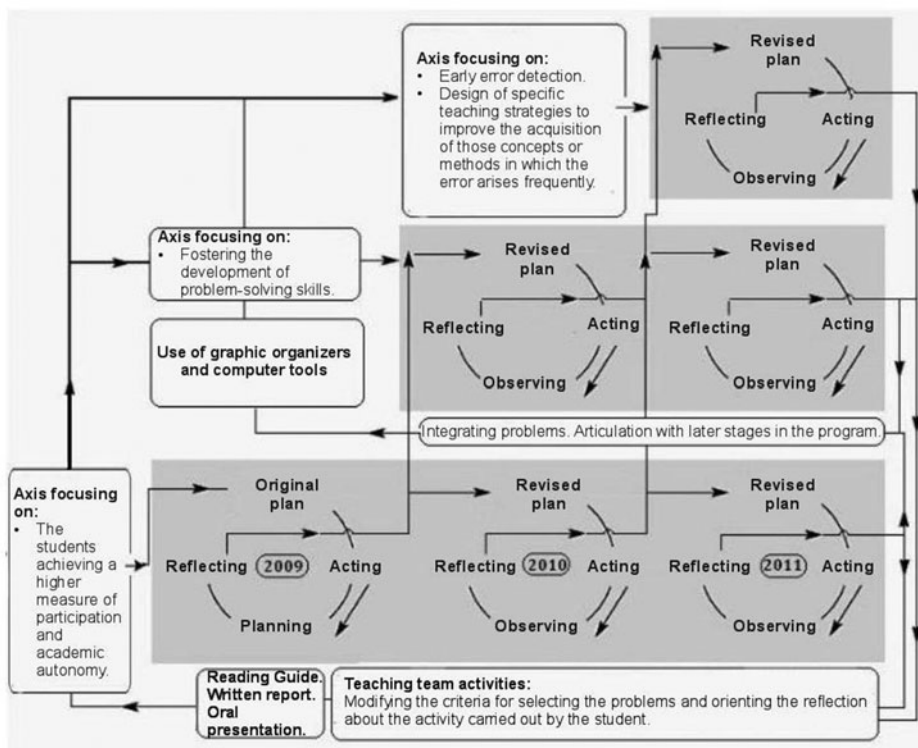 Axis focusing on:
• Early error detection.
• Design of specific
teaching strategies to
improve the acquisition
of those concepts or
methods in which the
error arises frequently.
Revised
plan
Reflecting
Acting
Observing
Axis focusing on:
• Fostering the
development of
problem-solving skills.
Revised
plan
Reflecting
Acting
Observing
Revised
plan
Reflecting
Acting
Observing
Use of graphic organizers
and computer tools
Integrating problems. Articulation with later stages in the program.
Axis focusing
on:
• The
students
achieving a
higher
measure of
participation
and
academic
autonomy.
Original
plan
Reflecting
2009
Acting
Planning
Revised
plan
Reflecting
2010
Acting
Observing
Revised
plan
Reflecting
2011
Acting
Observing
Reading Guide.
Written report.
Oral
presentation.
Teaching team activities:
Modifying the criteria for selecting the problems and orienting the reflection
about the activity carried out by the student.